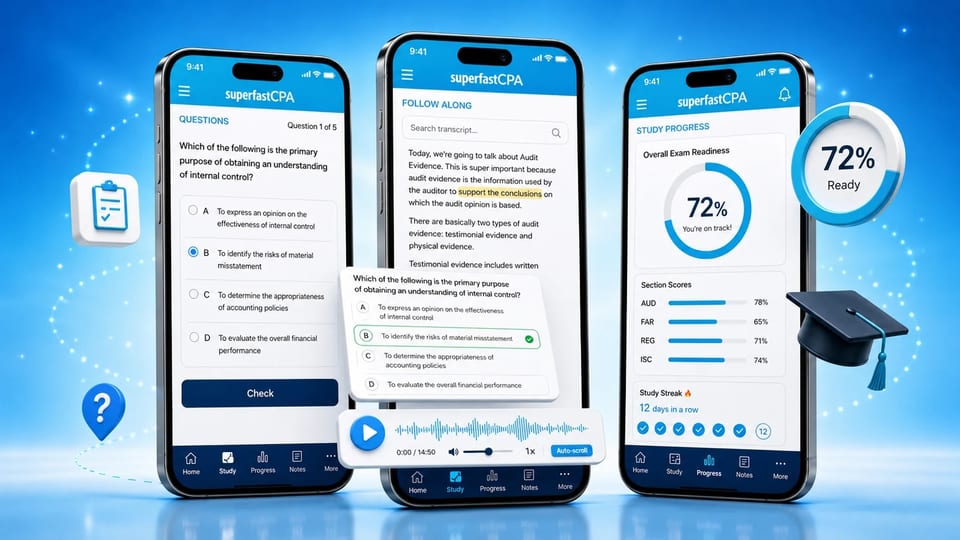 9:41
superfastCPA
QUESTIONS
Question 1 of 5
Which of the following is the primary
purpose of obtaining an understanding
of internal control?
A To express an opinion on the
effectiveness of internal control
B To identify the risks of material
misstatement
C To determine the appropriateness
of accounting policies
D To evaluate the overall financial
performance
Check
Home Study Progress Notes More
?
9:41
superfastCPA
FOLLOW ALONG
Search transcript...
Today, we're going to talk about Audit
Evidence. This is super important because
audit evidence is the information used by
the auditor to support the conclusions on
which the audit opinion is based.
There are basically two types of audit
evidence: testimonial evidence and
physical evidence.
Testimonial evidence includes written
Which of the following is the primary purpose
of obtaining an understanding of internal control?
A To express an opinion on the effectiveness
of internal control
B To identify the risks of material misstatement
C To determine the appropriateness of
accounting policies
D To evaluate the overall financial performance
0:00 / 14:50 1x Auto-scroll
Home Study Progress Notes More
9:41
superfastCPA
STUDY PROGRESS
Overall Exam Readiness
72%
You're on track!
Section Scores
AUD 78%
FAR 65%
REG 71%
ISC 74%
Study Streak 🔥
12 days in a row
12
Home Study Progress Notes More
72%
Ready